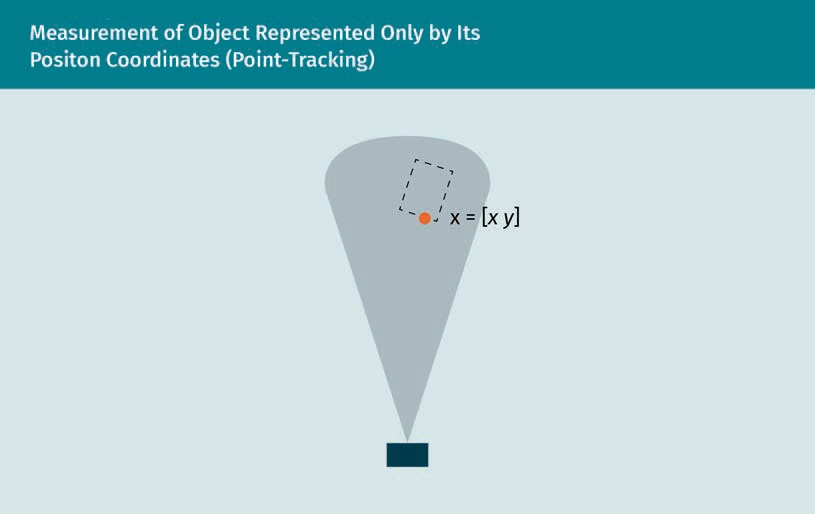 Measurement of Object Represented Only by Its
Positon Coordinates (Point-Tracking)
x = [x y]